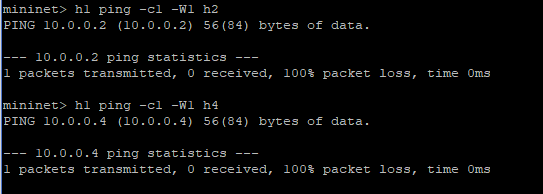 mininet> h1 ping -c1 -W1 h2
PING 10.0.0.2 (10.0.0.2) 56(84) bytes of data.
--- 10.0.0.2 ping statistics ---
1 packets transmitted, 0 received, 100% packet loss, time 0ms
mininet> h1 ping -c1 -W1 h4
PING 10.0.0.4 (10.0.0.4) 56(84) bytes of data.
--- 10.0.0.4 ping statistics ---
1 packets transmitted, 0 received, 100% packet loss, time 0ms